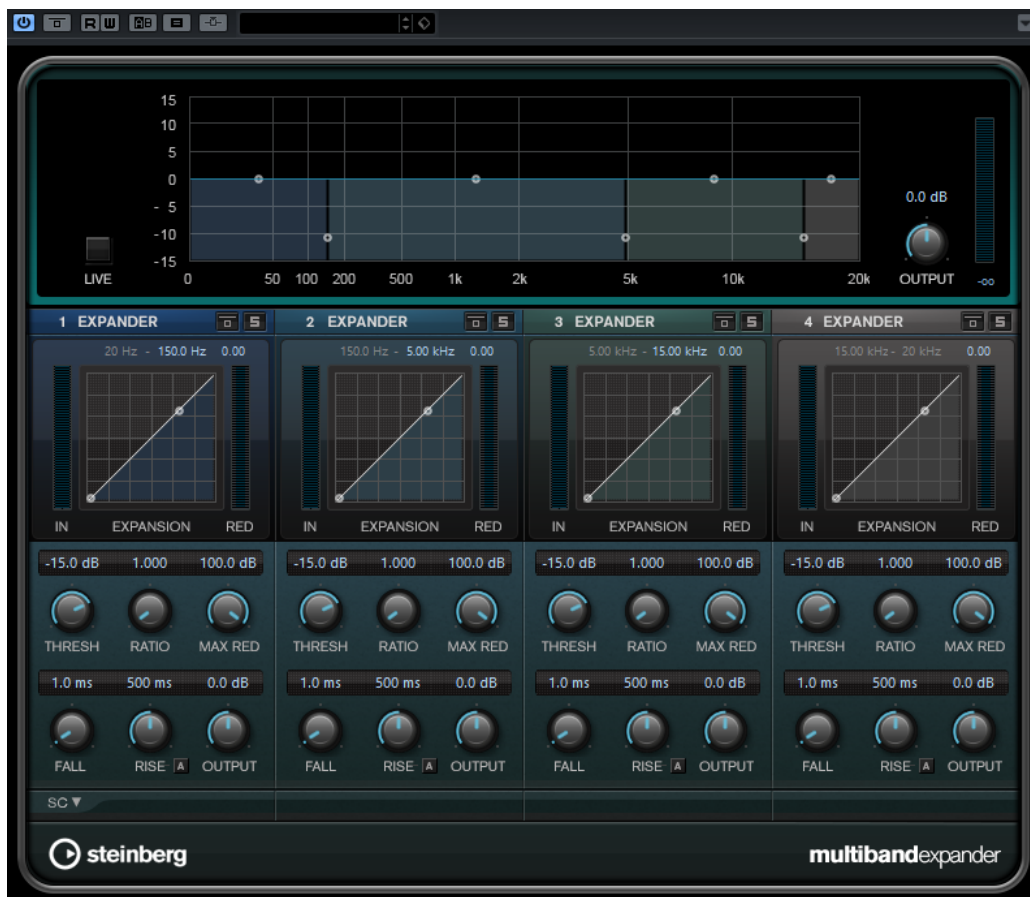 R W AB
15
10
5
0
- 5
-10
-15
0 50 100 200 500 1k 2k 5k 10k 20k
LIVE
0.0 dB
OUTPUT
-∞
1 EXPANDER S 2 EXPANDER S 3 EXPANDER S 4 EXPANDER S
20 Hz - 150.0 Hz 0.00 150.0 Hz - 5.00 kHz 0.00 5.00 kHz - 15.00 kHz 0.00 15.00 kHz - 20 kHz 0.00
IN EXPANSION RED IN EXPANSION RED IN EXPANSION RED IN EXPANSION RED
-15.0 dB 1.000 100.0 dB -15.0 dB 1.000 100.0 dB -15.0 dB 1.000 100.0 dB -15.0 dB 1.000 100.0 dB
THRESH RATIO MAX RED THRESH RATIO MAX RED THRESH RATIO MAX RED THRESH RATIO MAX RED
1.0 ms 500 ms 0.0 dB 1.0 ms 500 ms 0.0 dB 1.0 ms 500 ms 0.0 dB 1.0 ms 500 ms 0.0 dB
FALL RISE A OUTPUT FALL RISE A OUTPUT FALL RISE A OUTPUT FALL RISE A OUTPUT
SC
steinberg multibandexpander